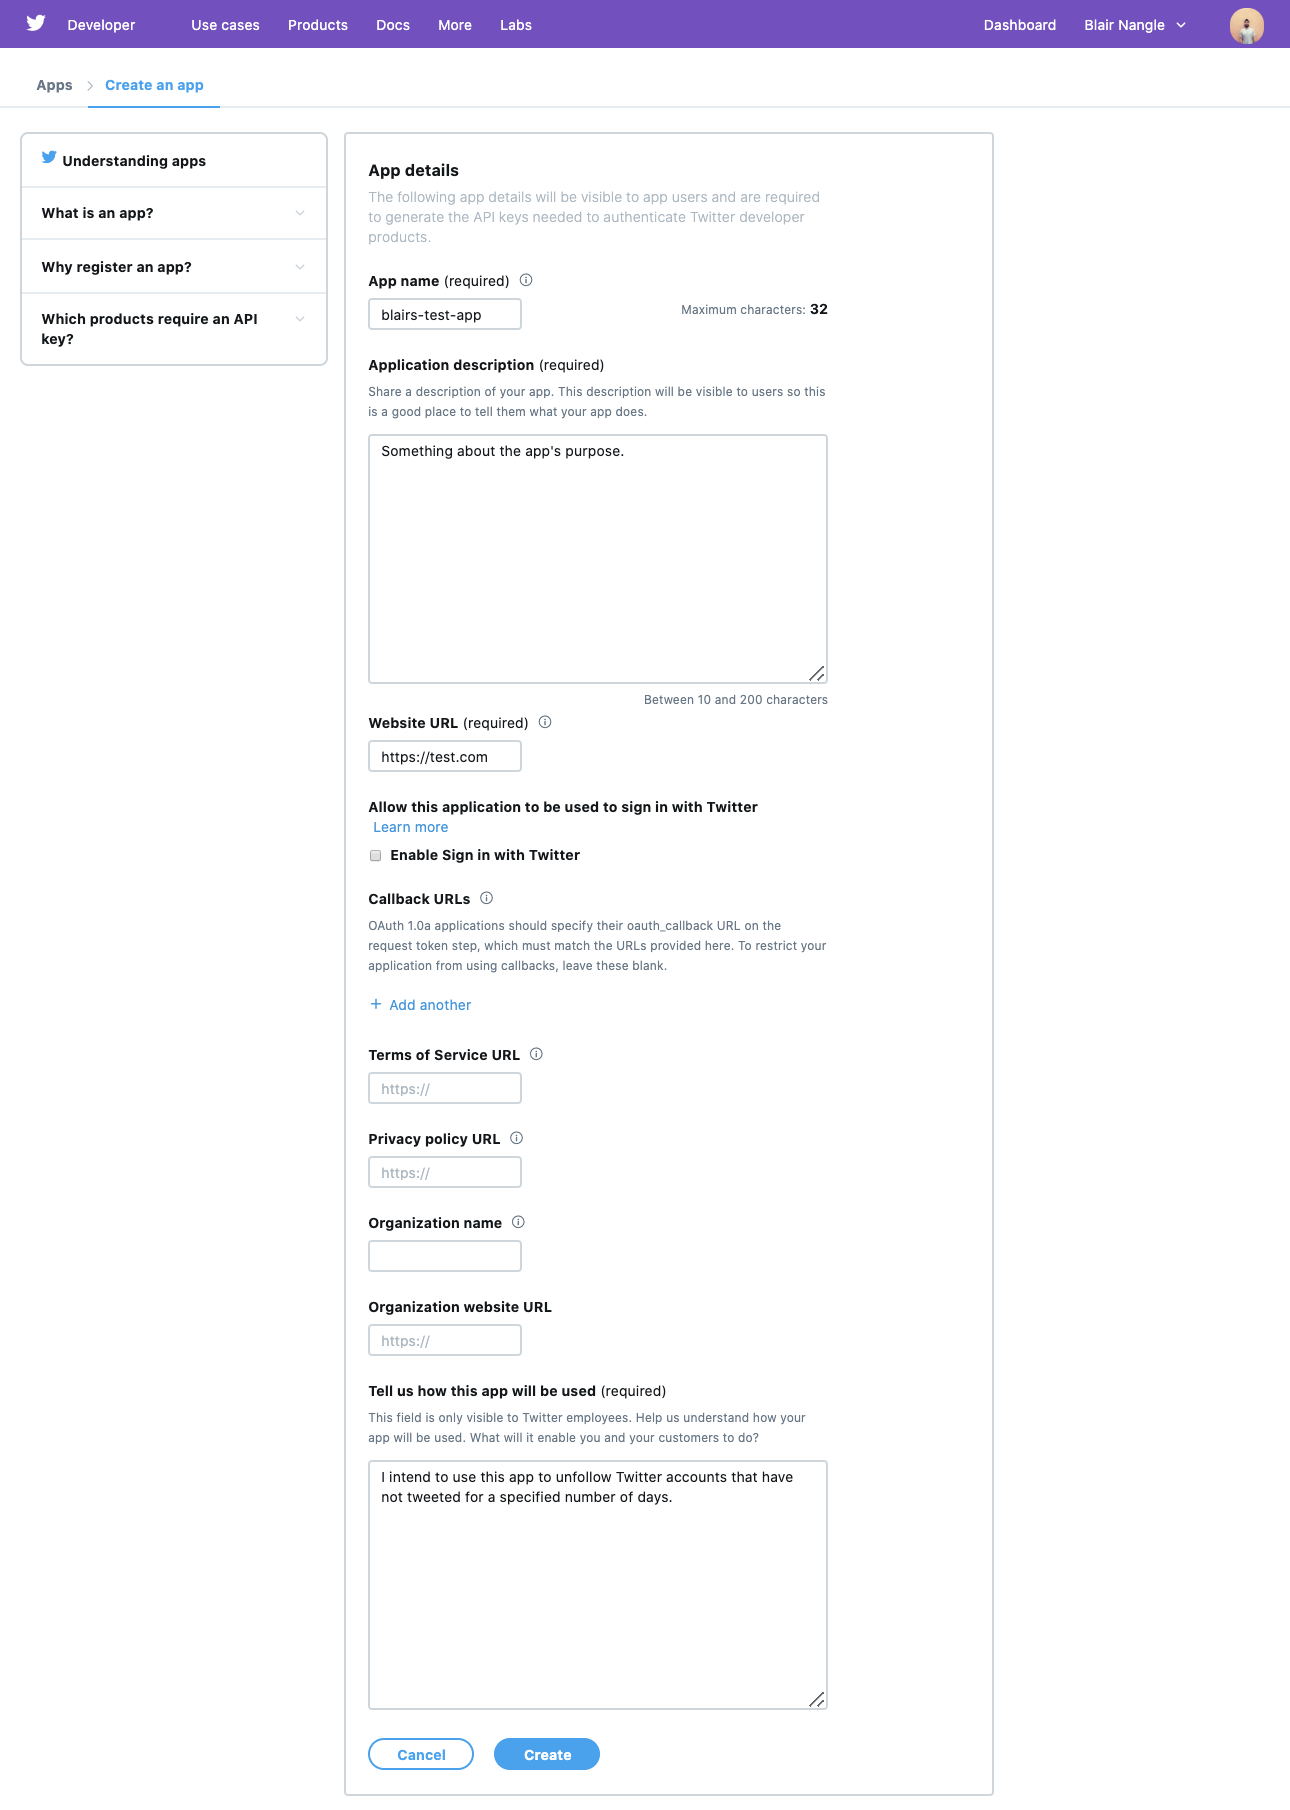 Developer Use cases Products Docs More Labs Dashboard Blair Nangle
Apps Create an app
Understanding apps
What is an app?
Why register an app?
Which products require an API
key?
App details
The following app details will be visible to app users and are required
to generate the API keys needed to authenticate Twitter developer
products.
App name (required)
blairs-test-app
Maximum characters: 32
Application description (required)
Share a description of your app. This description will be visible to users so this
is a good place to tell them what your app does.
Something about the app's purpose.
Between 10 and 200 characters
Website URL (required)
https://test.com
Allow this application to be used to sign in with Twitter
Learn more
Enable Sign in with Twitter
Callback URLs
OAuth 1.0a applications should specify their oauth_callback URL on the
request token step, which must match the URLs provided here. To restrict your
application from using callbacks, leave these blank.
+ Add another
Terms of Service URL
https://
Privacy policy URL
https://
Organization name
Organization website URL
https://
Tell us how this app will be used (required)
This field is only visible to Twitter employees. Help us understand how your
app will be used. What will it enable you and your customers to do?
I intend to use this app to unfollow Twitter accounts that have
not tweeted for a specified number of days.
Cancel Create